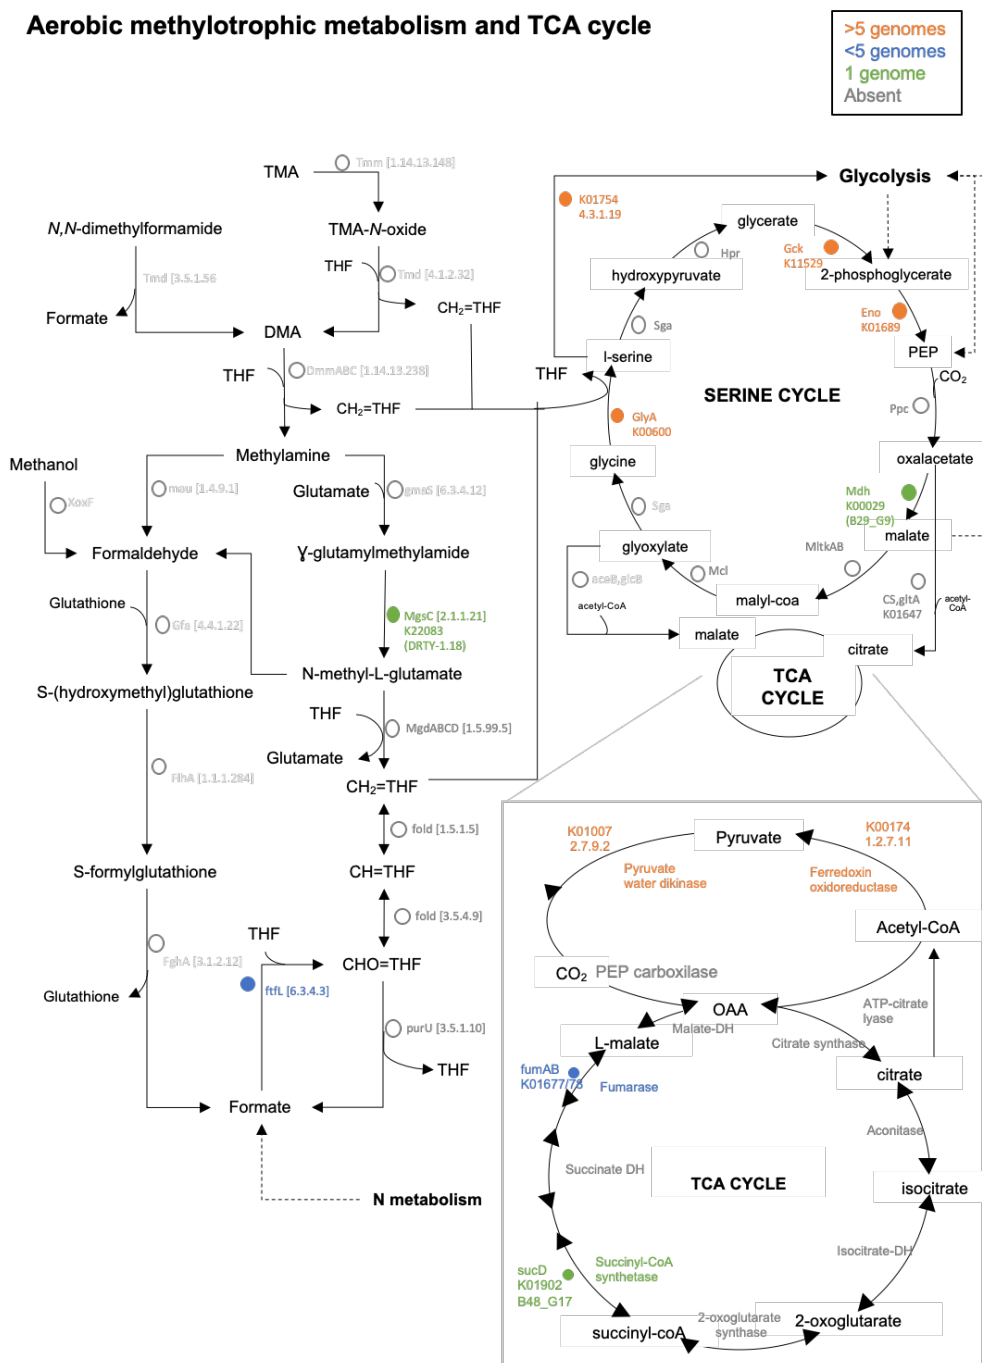 Aerobic methylotrophic metabolism and TCA cycle
>5 genomes
<5 genomes
1 genome
Absent
TMA
Tmm [1.14.13.148]
N,N-dimethylformamide
TMA-N-oxide
Tmd [3.5.1.56
THF
Tmd [4.1.2.32]
Formate
CH₂=THF
DMA
THF
DmmABC [1.14.13.238]
CH₂=THF
Methylamine
Methanol
XoxF
mau [1.4.9.1]
Glutamate
gmaS [6.3.4.12]
Formaldehyde
Ɣ-glutamylmethylamide
Glutathione
Gfa [4.4.1.22]
MgsC [2.1.1.21]
K22083
(DRTY-1.18)
S-(hydroxymethyl)glutathione
N-methyl-L-glutamate
THF
MgdABCD [1.5.99.5]
Glutamate
FlhA [1.1.1.284]
CH₂=THF
fold [1.5.1.5]
S-formylglutathione
CH=THF
fold [3.5.4.9]
THF
FghA [3.1.2.12]
CHO=THF
Glutathione
ftfL [6.3.4.3]
purU [3.5.1.10]
THF
Formate
N metabolism
Glycolysis
K01754
4.3.1.19
glycerate
Hpr
Gck
K11529
hydroxypyruvate
2-phosphoglycerate
Sga
Eno
K01689
l-serine
PEP
THF
CO₂
SERINE CYCLE
GlyA
K00600
Ppc
glycine
oxalacetate
Sga
Mdh
K00029
(B29_G9)
glyoxylate
MltkAB
malate
aceB,glcB
Mcl
CS,gltA
K01647
acetyl-CoA
acetyl-
CoA
malyl-coa
malate
citrate
TCA
CYCLE
K01007
2.7.9.2
Pyruvate
K00174
1.2.7.11
Pyruvate
water dikinase
Ferredoxin
oxidoreductase
Acetyl-CoA
CO₂
PEP carboxilase
OAA
ATP-citrate
lyase
Malate-DH
L-malate
Citrate synthase
citrate
fumAB
K01677/78
Fumarase
Aconitase
Succinate DH
TCA CYCLE
isocitrate
Isocitrate-DH
sucD
K01902
B48_G17
Succinyl-CoA
synthetase
2-oxoglutarate
synthase
2-oxoglutarate
succinyl-coA